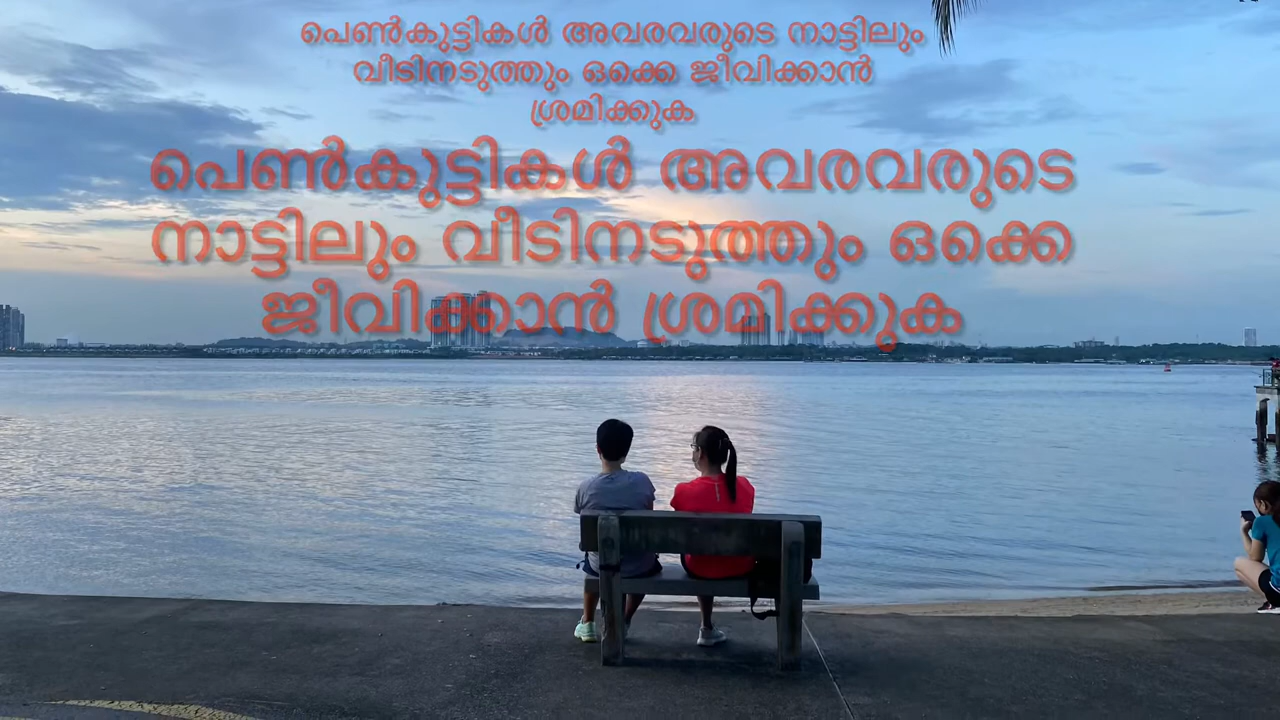 പെൺകുട്ടികൾ അവരവരുടെ നാട്ടിലും
വീടിനടുത്തും ഒക്കെ ജീവിക്കാൻ
ശ്രമിക്കുക
പെൺകുട്ടികൾ അവരവരുടെ
നാട്ടിലും വീടിനടുത്തും ഒക്കെ
ജീവിക്കാൻ ശ്രമിക്കുക